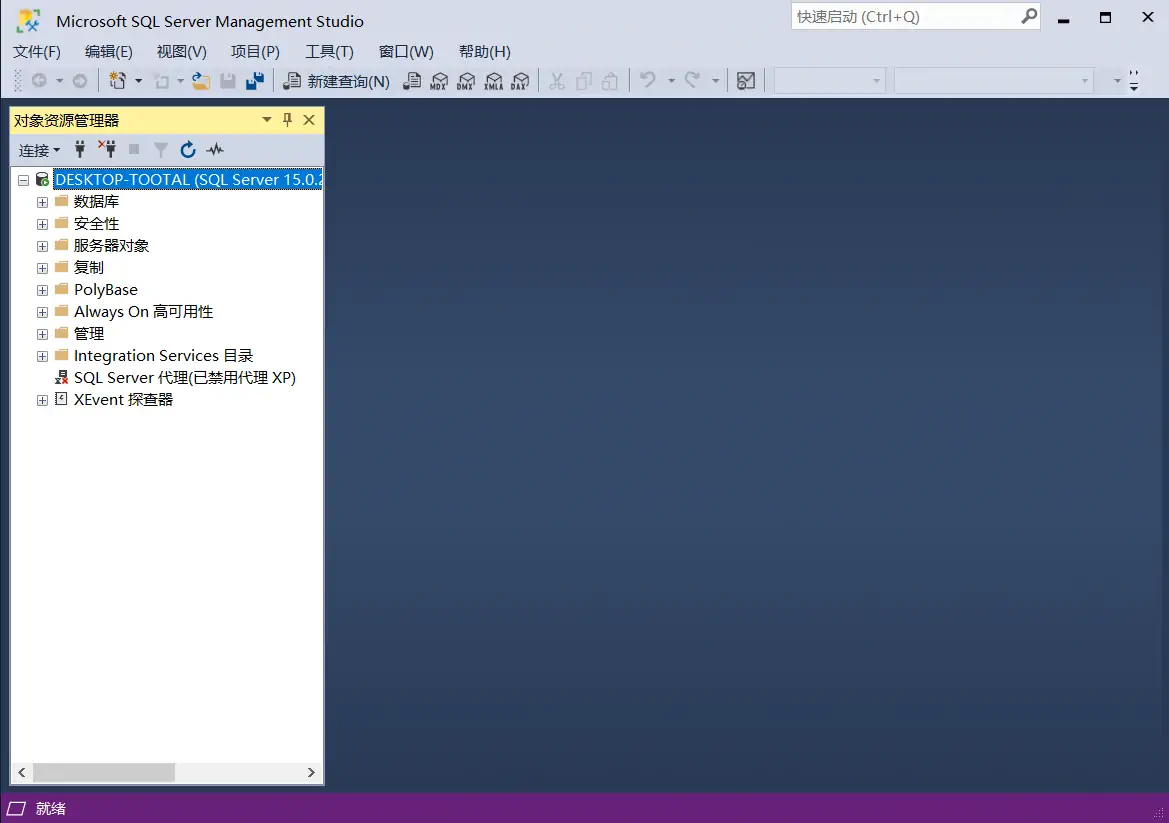 Microsoft SQL Server Management Studio
快速启动 (Ctrl+Q)
文件(F) 编辑(E) 视图(V) 项目(P) 工具(T) 窗口(W) 帮助(H)
新建查询(N) MDX DMX XMLA DAX
对象资源管理器
连接
DESKTOP-TOOTAL (SQL Server 15.0.2
数据库
安全性
服务器对象
复制
PolyBase
Always On 高可用性
管理
Integration Services 目录
SQL Server 代理(已禁用代理 XP)
XEvent 探查器
就绪